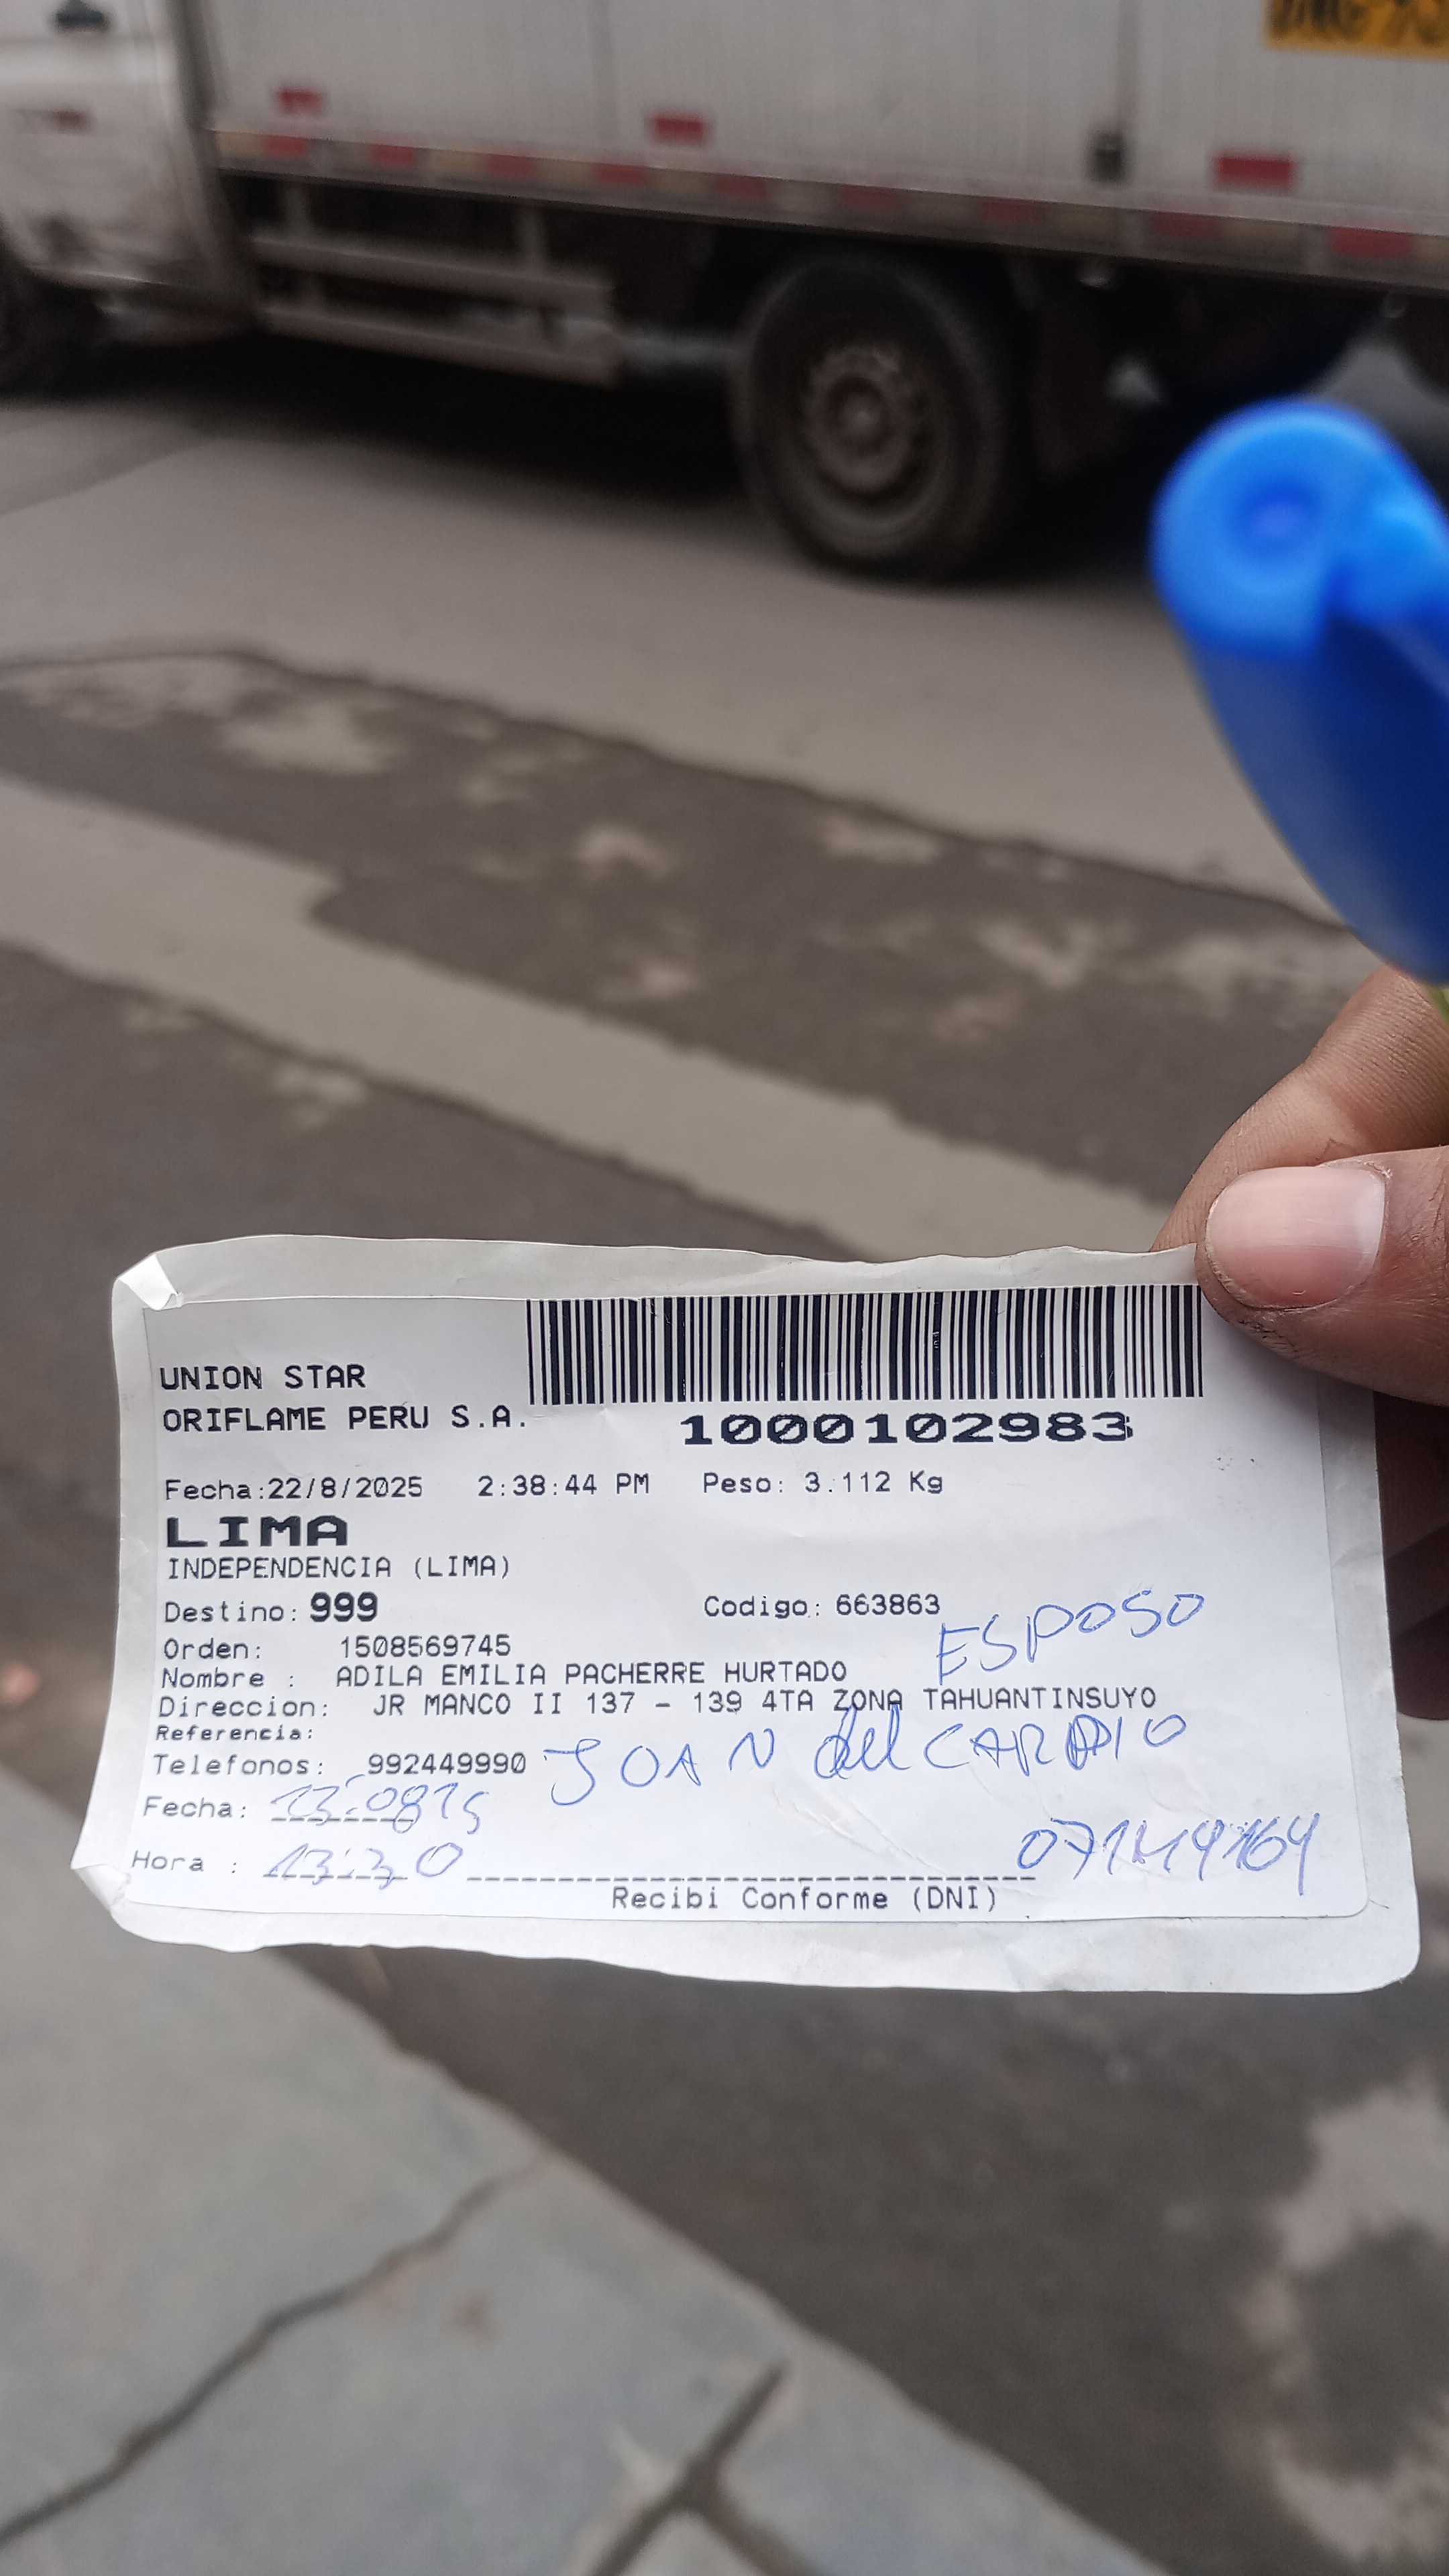 UNION STAR
ORIFLAME PERU S.A.
1000102983
Fecha:22/8/2025 2:38:44 PM Peso: 3.112 Kg
LIMA
INDEPENDENCIA (LIMA)
Destino: 999 Codigo: 663863
ESPOSO
Orden: 1508569745
Nombre : ADILA EMILIA PACHERRE HURTADO
Direccion: JR MANCO II 137 - 139 4TA ZONA TAHUANTINSUYO
Referencia:
Telefonos: 992449990 JOAN del CARPIO
Fecha:
Hora : 13:30
Recibi Conforme (DNI)